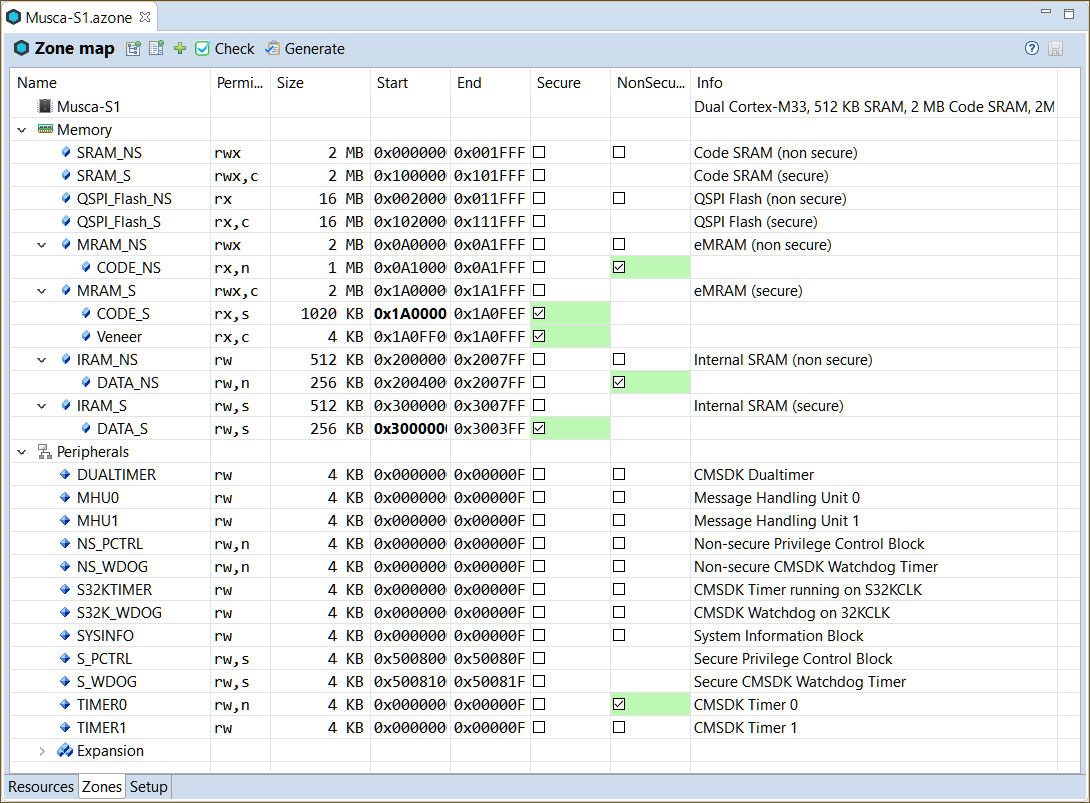 Musca-S1.azone
Zone map Check Generate
Name Permi... Size Start End Secure NonSecu... Info
Musca-S1 Dual Cortex-M33, 512 KB SRAM, 2 MB Code SRAM, 2M
Memory
SRAM_NS rwx 2 MB 0x000000 0x001FFF Code SRAM (non secure)
SRAM_S rwx,c 2 MB 0x100000 0x101FFF Code SRAM (secure)
QSPI_Flash_NS rx 16 MB 0x002000 0x011FFF QSPI Flash (non secure)
QSPI_Flash_S rx,c 16 MB 0x102000 0x111FFF QSPI Flash (secure)
MRAM_NS rwx 2 MB 0x0A0000 0x0A1FFF eMRAM (non secure)
CODE_NS rx,n 1 MB 0x0A1000 0x0A1FFF
MRAM_S rwx,c 2 MB 0x1A0000 0x1A1FFF eMRAM (secure)
CODE_S rx,s 1020 KB 0x1A0000 0x1A0FEF
Veneer rx,c 4 KB 0x1A0FF0 0x1A0FFF
IRAM_NS rw 512 KB 0x200000 0x2007FF Internal SRAM (non secure)
DATA_NS rw,n 256 KB 0x200400 0x2007FF
IRAM_S rw,s 512 KB 0x300000 0x3007FF Internal SRAM (secure)
DATA_S rw,s 256 KB 0x300000 0x3003FF
Peripherals
DUALTIMER rw 4 KB 0x000000 0x00000F CMSDK Dualtimer
MHU0 rw 4 KB 0x000000 0x00000F Message Handling Unit 0
MHU1 rw 4 KB 0x000000 0x00000F Message Handling Unit 1
NS_PCTRL rw,n 4 KB 0x000000 0x00000F Non-secure Privilege Control Block
NS_WDOG rw,n 4 KB 0x000000 0x00000F Non-secure CMSDK Watchdog Timer
S32KTIMER rw 4 KB 0x000000 0x00000F CMSDK Timer running on S32KCLK
S32K_WDOG rw 4 KB 0x000000 0x00000F CMSDK Watchdog on 32KCLK
SYSINFO rw 4 KB 0x000000 0x00000F System Information Block
S_PCTRL rw,s 4 KB 0x500800 0x50080F Secure Privilege Control Block
S_WDOG rw,s 4 KB 0x500810 0x50081F Secure CMSDK Watchdog Timer
TIMER0 rw,n 4 KB 0x000000 0x00000F CMSDK Timer 0
TIMER1 rw 4 KB 0x000000 0x00000F CMSDK Timer 1
Expansion
Resources Zones Setup